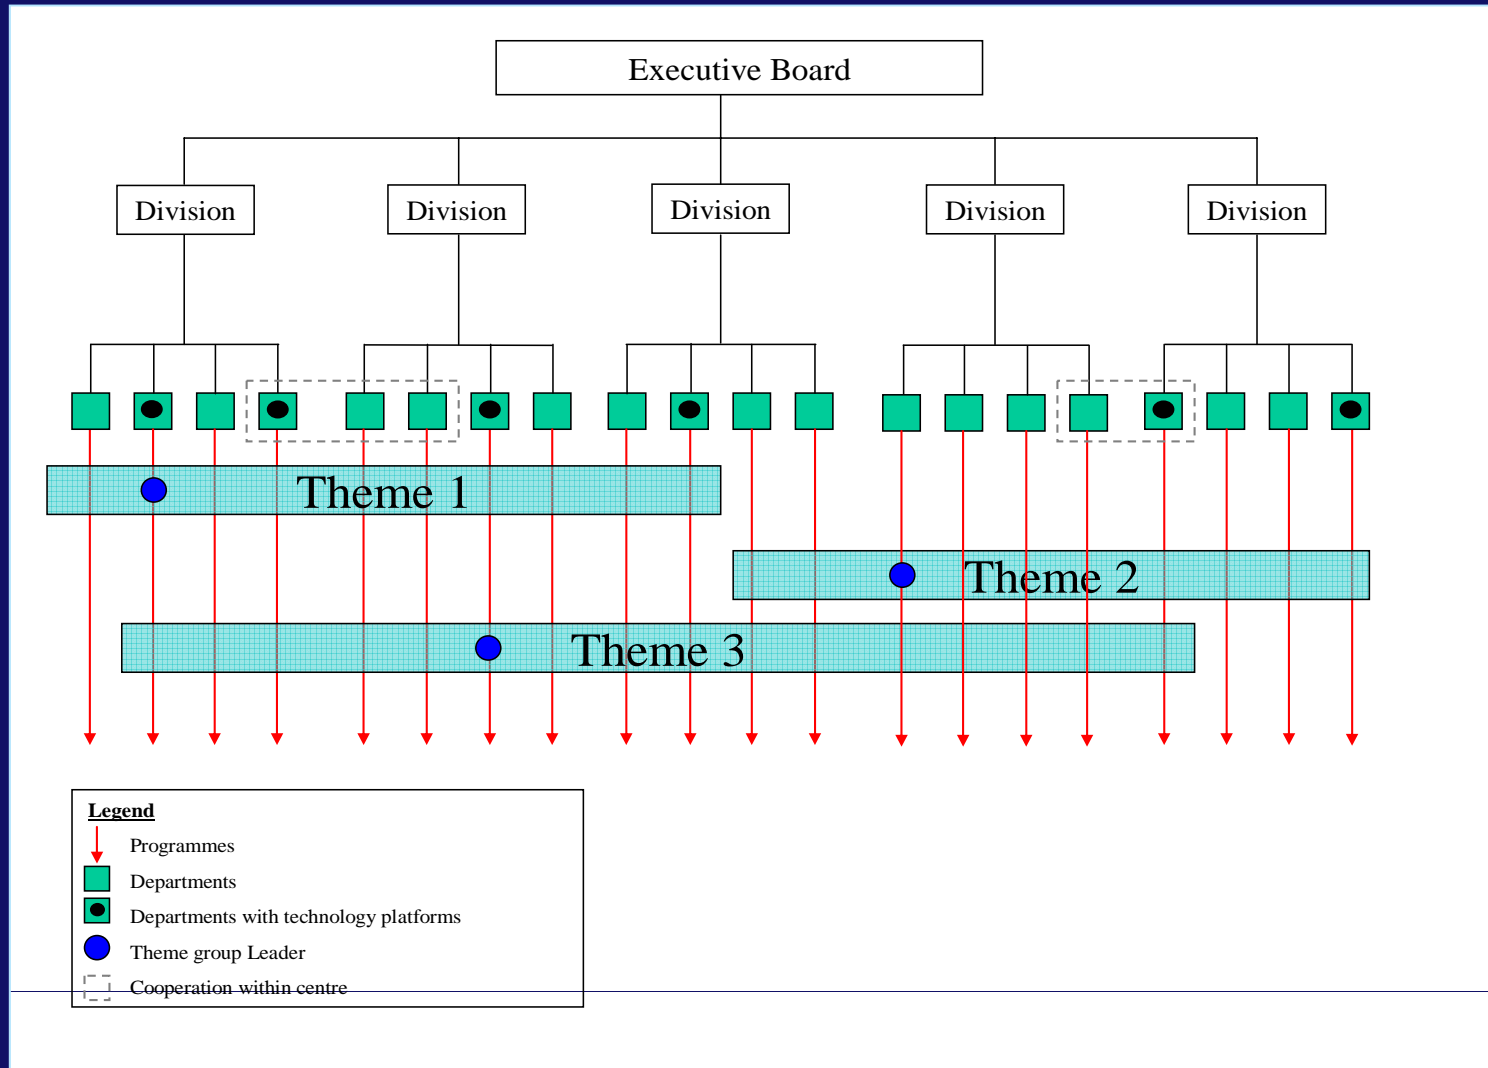 Executive Board
Division
Division
Division
Division
Division
Theme 1
Theme 2
Theme 3
Legend
Programmes
Departments
Departments with technology platforms
Theme group Leader
Cooperation within centre